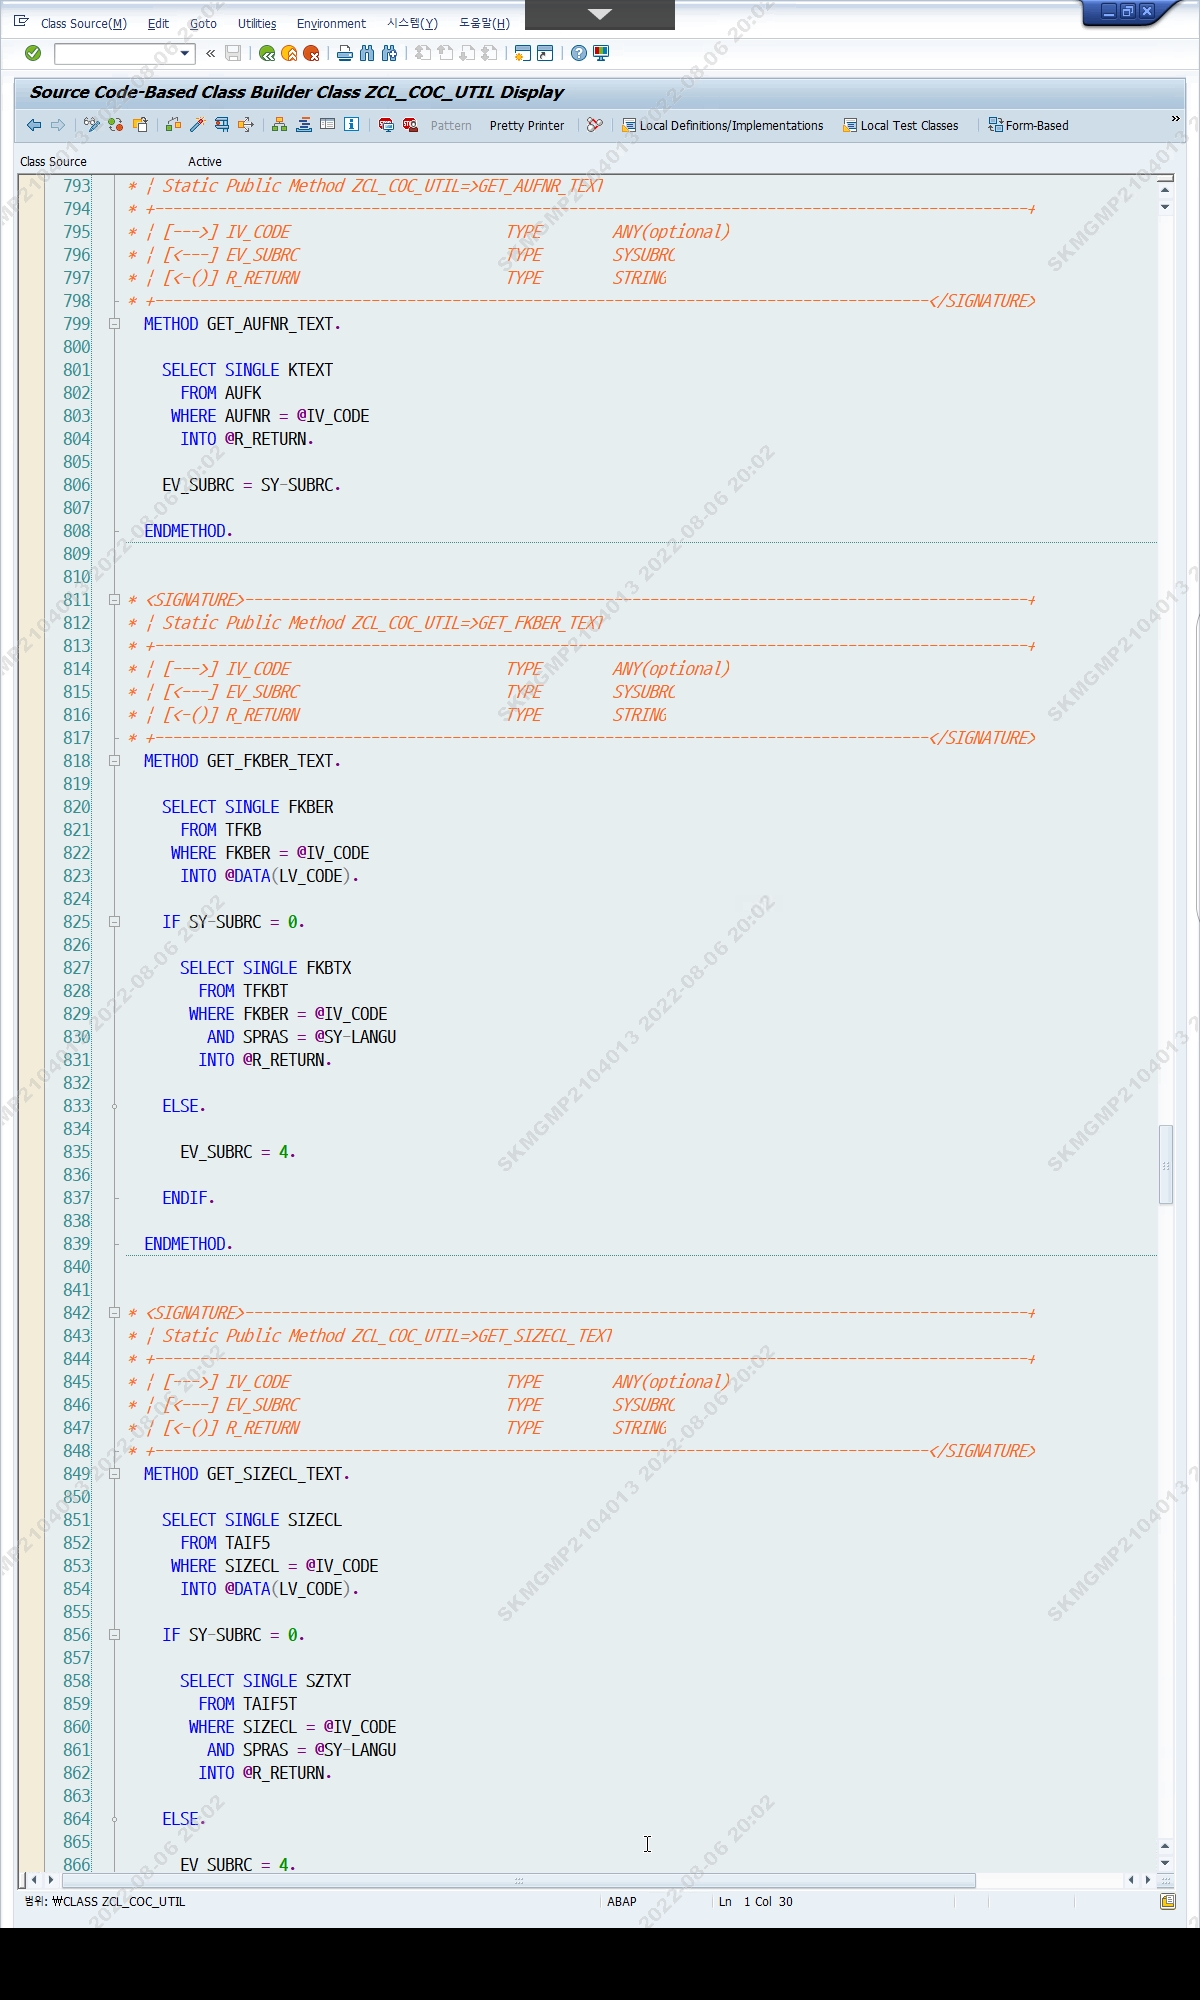 Class Source(M) Edit Goto Utilities Environment 시스템(Y) 도움말(H)
Source Code-Based Class Builder Class ZCL_COC_UTIL Display
Pattern Pretty Printer Local Definitions/Implementations Local Test Classes Form-Based »
Class Source Active
793 * ¦ Static Public Method ZCL_COC_UTIL=>GET_AUFNR_TEXT
794 * +-------------------------------------------------------------------------------------------------+
795 * ¦ [--->] IV_CODE TYPE ANY(optional)
796 * ¦ [<---] EV_SUBRC TYPE SYSUBRC
797 * ¦ [<-()] R_RETURN TYPE STRING
798 * +--------------------------------------------------------------------------------------</SIGNATURE>
799 METHOD GET_AUFNR_TEXT.
800
801 SELECT SINGLE KTEXT
802 FROM AUFK
803 WHERE AUFNR = @IV_CODE
804 INTO @R_RETURN.
805
806 EV_SUBRC = SY-SUBRC.
807
808 ENDMETHOD.
809
810
811 * <SIGNATURE>---------------------------------------------------------------------------------------+
812 * ¦ Static Public Method ZCL_COC_UTIL=>GET_FKBER_TEXT
813 * +-------------------------------------------------------------------------------------------------+
814 * ¦ [--->] IV_CODE TYPE ANY(optional)
815 * ¦ [<---] EV_SUBRC TYPE SYSUBRC
816 * ¦ [<-()] R_RETURN TYPE STRING
817 * +--------------------------------------------------------------------------------------</SIGNATURE>
818 METHOD GET_FKBER_TEXT.
819
820 SELECT SINGLE FKBER
821 FROM TFKB
822 WHERE FKBER = @IV_CODE
823 INTO @DATA(LV_CODE).
824
825 IF SY-SUBRC = 0.
826
827 SELECT SINGLE FKBTX
828 FROM TFKBT
829 WHERE FKBER = @IV_CODE
830 AND SPRAS = @SY-LANGU
831 INTO @R_RETURN.
832
833 ELSE.
834
835 EV_SUBRC = 4.
836
837 ENDIF.
838
839 ENDMETHOD.
840
841
842 * <SIGNATURE>---------------------------------------------------------------------------------------+
843 * ¦ Static Public Method ZCL_COC_UTIL=>GET_SIZECL_TEXT
844 * +-------------------------------------------------------------------------------------------------+
845 * ¦ [--->] IV_CODE TYPE ANY(optional)
846 * ¦ [<---] EV_SUBRC TYPE SYSUBRC
847 * ¦ [<-()] R_RETURN TYPE STRING
848 * +--------------------------------------------------------------------------------------</SIGNATURE>
849 METHOD GET_SIZECL_TEXT.
850
851 SELECT SINGLE SIZECL
852 FROM TAIF5
853 WHERE SIZECL = @IV_CODE
854 INTO @DATA(LV_CODE).
855
856 IF SY-SUBRC = 0.
857
858 SELECT SINGLE SZTXT
859 FROM TAIF5T
860 WHERE SIZECL = @IV_CODE
861 AND SPRAS = @SY-LANGU
862 INTO @R_RETURN.
863
864 ELSE.
865
866 EV_SUBRC = 4.
범위: ₩CLASS ZCL_COC_UTIL ABAP Ln 1 Col 30
SKMGMP2104013 2022-08-06 20:02